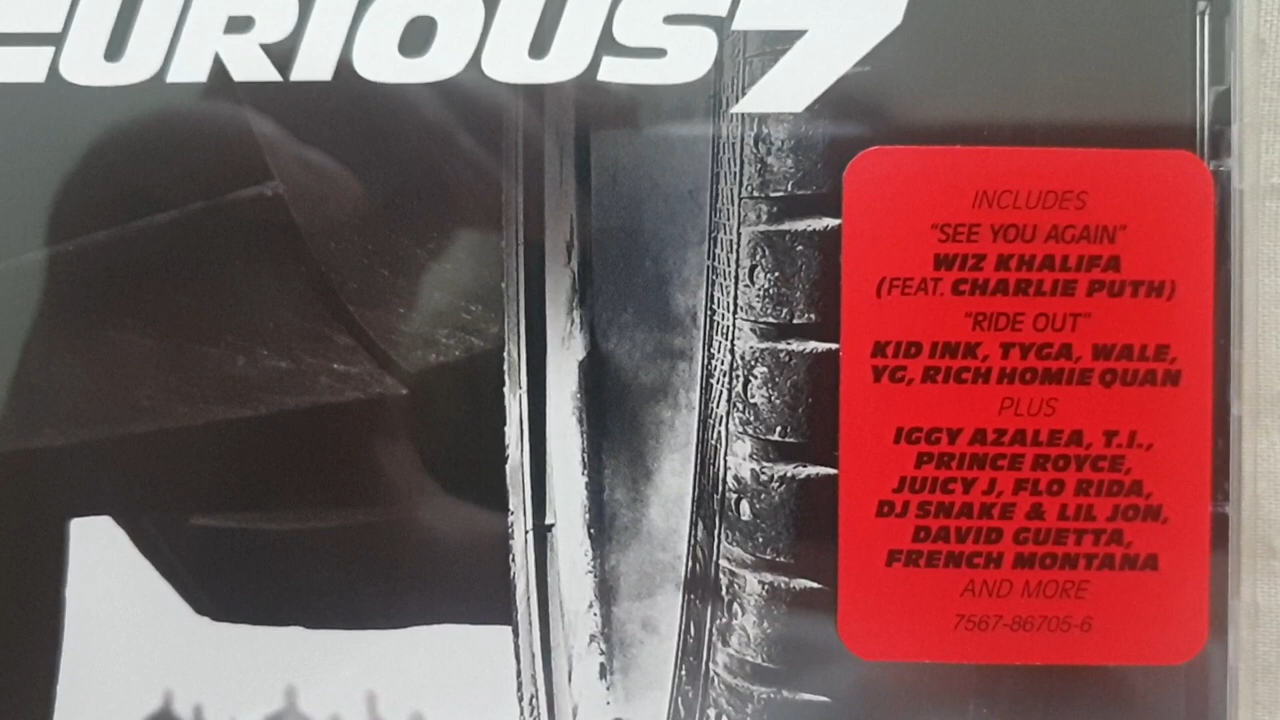 FURIOUS 7
INCLUDES
"SEE YOU AGAIN"
WIZ KHALIFA
(FEAT. CHARLIE PUTH)
"RIDE OUT"
KID INK, TYGA, WALE,
YG, RICH HOMIE QUAN
PLUS
IGGY AZALEA, T.I.,
PRINCE ROYCE,
JUICY J, FLO RIDA,
DJ SNAKE & LIL JON,
DAVID GUETTA,
FRENCH MONTANA
AND MORE
7567-86705-6